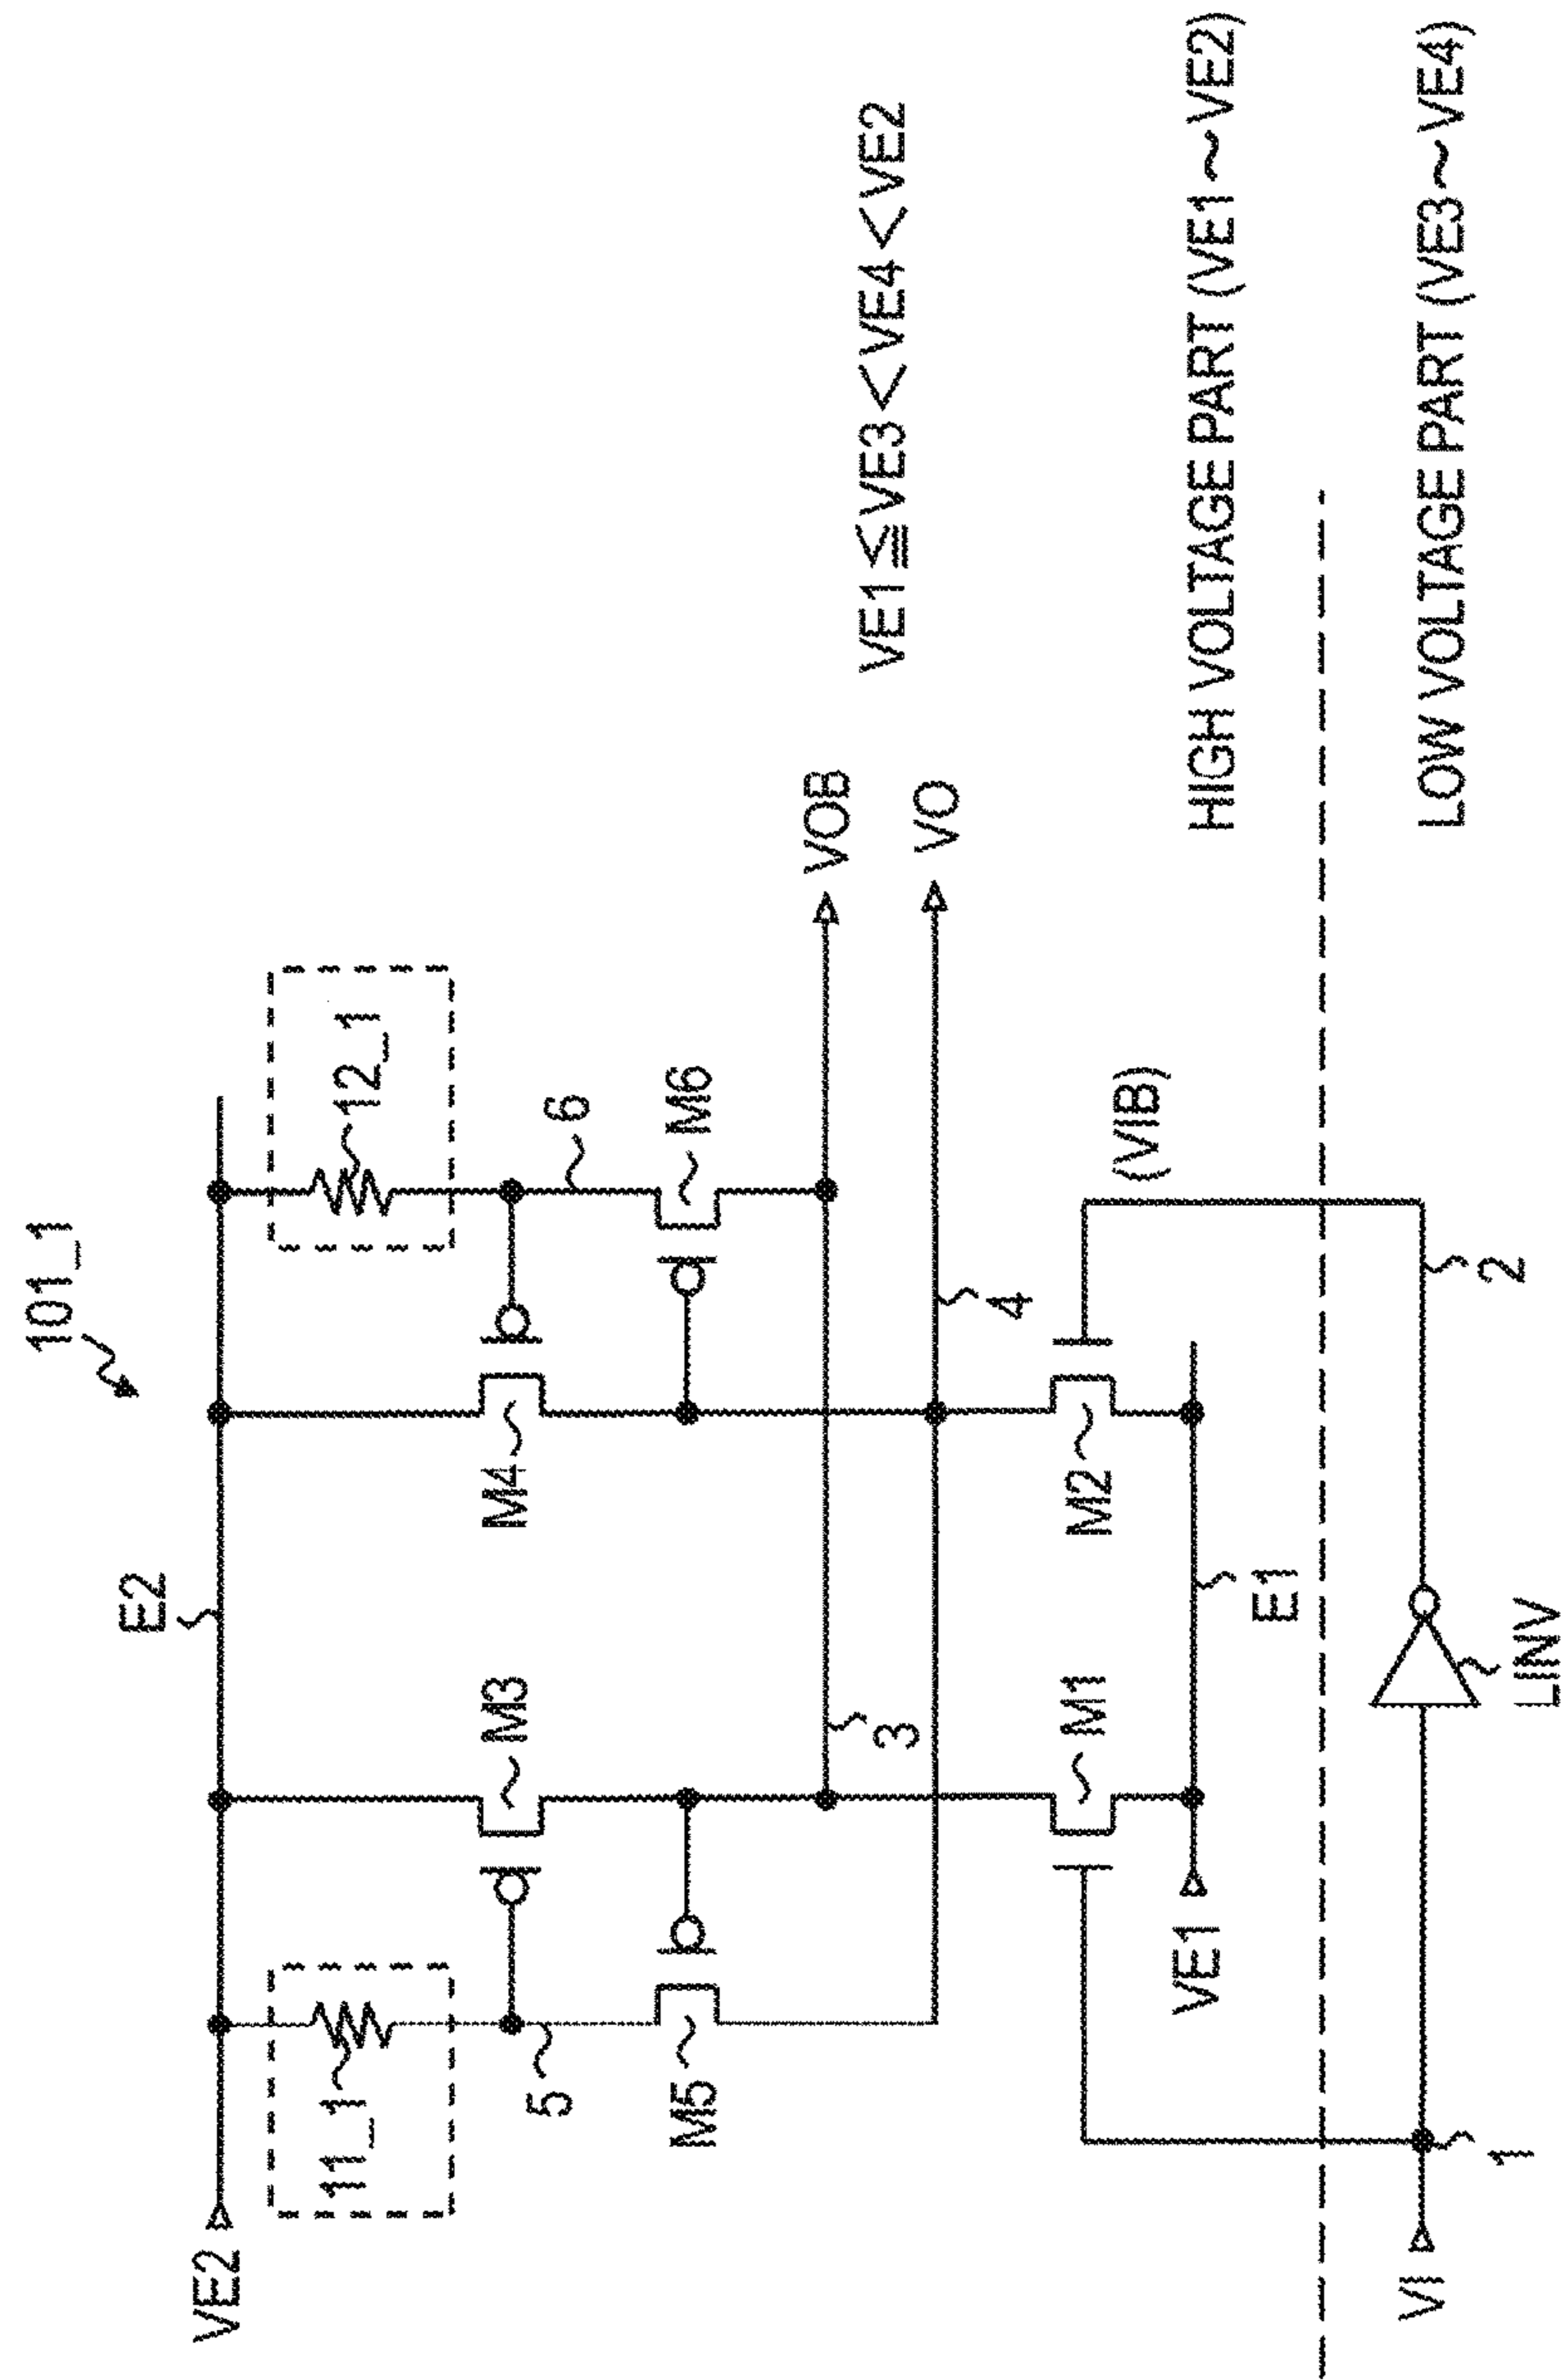 101_1
E2
VE2
11_1
12_1
M3
M4
5
6
M5
M6
VOB
3
VE1≦VE3<VE4<VE2
VO
4
M1
M2
(VIB)
VE1
E1
HIGH VOLTAGE PART (VE1~VE2)
VI
1
LINV
2
LOW VOLTAGE PART (VE3~VE4)